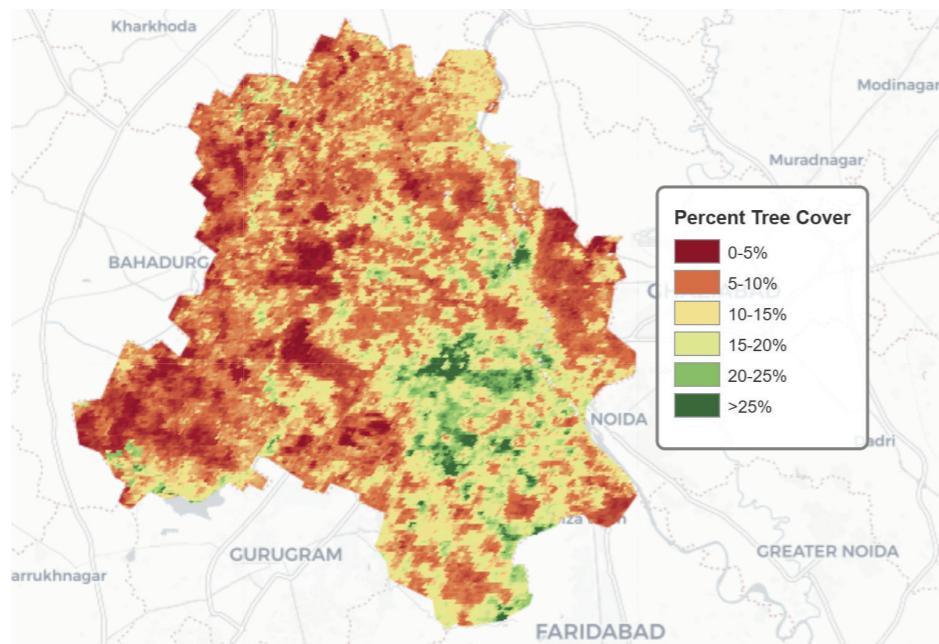 Kharkhoda
Modinagar
Muradnagar
BAHADURG
Percent Tree Cover
0-5%
5-10%
10-15%
15-20%
20-25%
>25%
NOIDA
Dadri
GURUGRAM
GREATER NOIDA
arrukhnagar
FARIDABAD